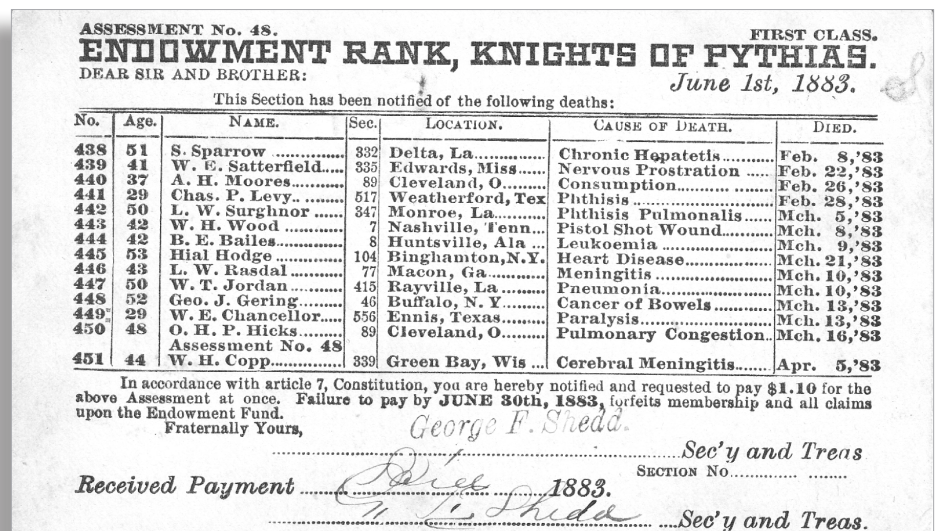 ASSESSMENT No. 48. FIRST CLASS.
ENDOWMENT RANK, KNIGHTS OF PYTHIAS.
DEAR SIR AND BROTHER: June 1st, 1883.
This Section has been notified of the following deaths:
No. Age. NAME. Sec. LOCATION. CAUSE OF DEATH. DIED.
438 51 S. Sparrow 332 Delta, La. Chronic Hepatetis Feb. 8,'83
439 41 W. E. Satterfield 335 Edwards, Miss Nervous Prostration Feb. 22,'83
440 37 A. H. Moores 89 Cleveland, O. Consumption Feb. 26,'83
441 29 Chas. P. Levy 517 Weatherford, Tex Phthisis Feb. 28,'83
442 50 L. W. Surghnor 347 Monroe, La. Phthisis Pulmonalis Mch. 5,'83
443 42 W. H. Wood 7 Nashville, Tenn Pistol Shot Wound Mch. 8,'83
444 42 B. E. Bailes 8 Huntsville, Ala Leukoemia Mch. 9,'83
445 53 Hial Hodge 104 Binghamton, N.Y. Heart Disease Mch. 21,'83
446 43 L. W. Rasdal 77 Macon, Ga. Meningitis Mch. 10,'83
447 50 W. T. Jordan 415 Rayville, La Pneumonia Mch. 10,'83
448 52 Geo. J. Gering 46 Buffalo, N. Y Cancer of Bowels Mch. 13,'83
449 29 W. E. Chancellor 556 Ennis, Texas Paralysis Mch. 13,'83
450 48 O. H. P. Hicks 89 Cleveland, O. Pulmonary Congestion Mch. 16,'83
Assessment No. 48
451 44 W. H. Copp 339 Green Bay, Wis Cerebral Meningitis Apr. 5,'83
In accordance with article 7, Constitution, you are hereby notified and requested to pay $1.10 for the
above Assessment at once. Failure to pay by JUNE 30th, 1883, forfeits membership and all claims
upon the Endowment Fund.
Fraternally Yours, George F. Shedd.
Sec'y and Treas
SECTION No.
Received Payment 1883.
Shedd Sec'y and Treas.